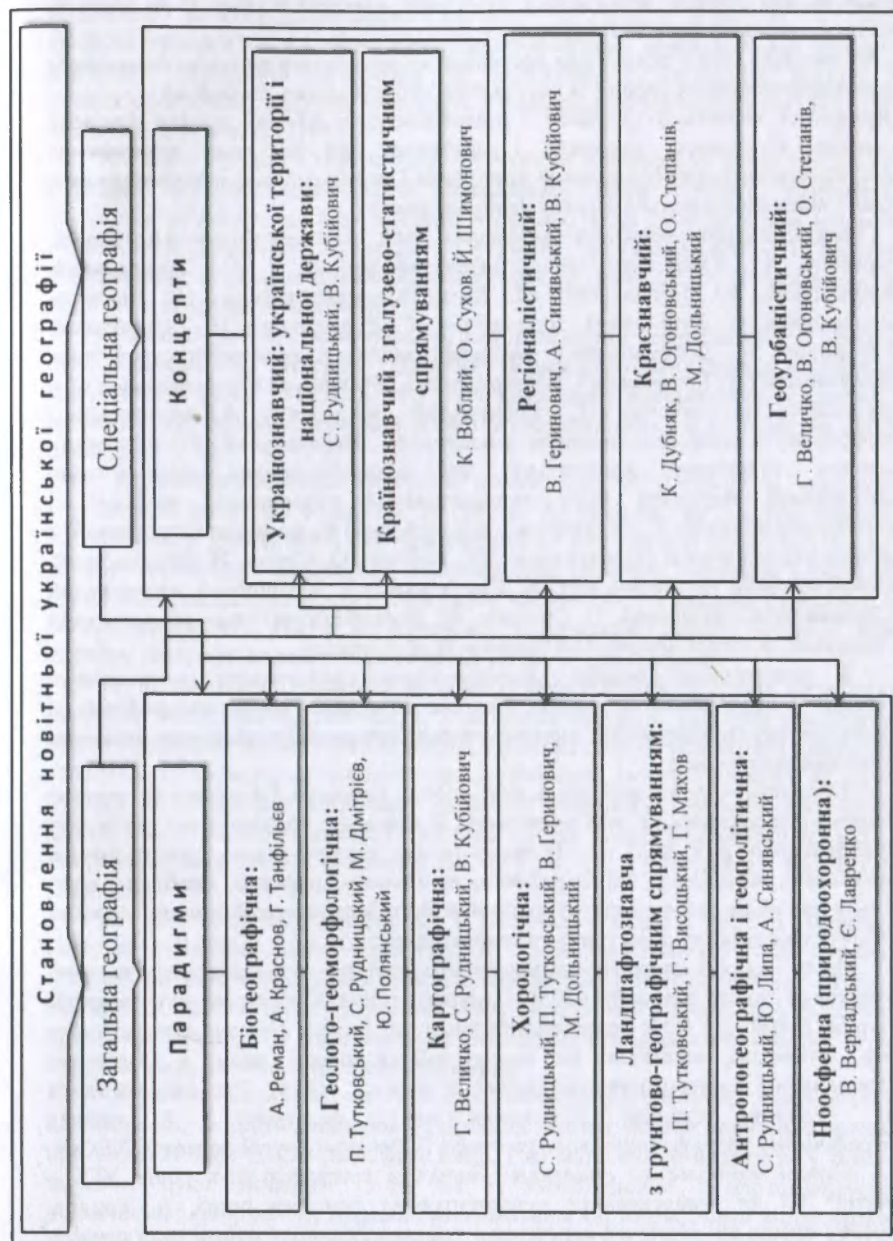 Становлення новітньої української географії
Загальна географія
Спеціальна географія
Парадигми
Біогеографічна:
А. Реман, А. Краснов, Г. Танфільєв
Геолого-геоморфологічна:
П. Тутковський, С. Рудницький, М. Дмітрієв,
Ю. Полянський
Картографічна:
Г. Величко, С. Рудницький, В. Кубійович
Хорологічна:
С. Рудницький, П. Тутковський, В. Геринович,
М. Дольницький
Ландшафтознавча
з ґрунтово-географічним спрямуванням:
П. Тутковський, Г. Висоцький, Г. Махов
Антропогеографічна і геополітична:
С. Рудницький, Ю. Липа, А. Синявський
Ноосферна (природоохоронна):
В. Вернадський, Є. Лавренко
Концепти
Українознавчий: української території і
національної держави:
С. Рудницький, В. Кубійович
Країнознавчий з галузево-статистичним
спрямуванням
К. Воблий, О. Сухов, Й. Шимонович
Регіоналістичний:
В. Геринович, А. Синявський, В. Кубійович
Краєзнавчий:
К. Дубняк, В. Огоновський, О. Степанів,
М. Дольницький
Геоурбаністичний:
Г. Величко, В. Огоновський, О. Степанів,
В. Кубійович